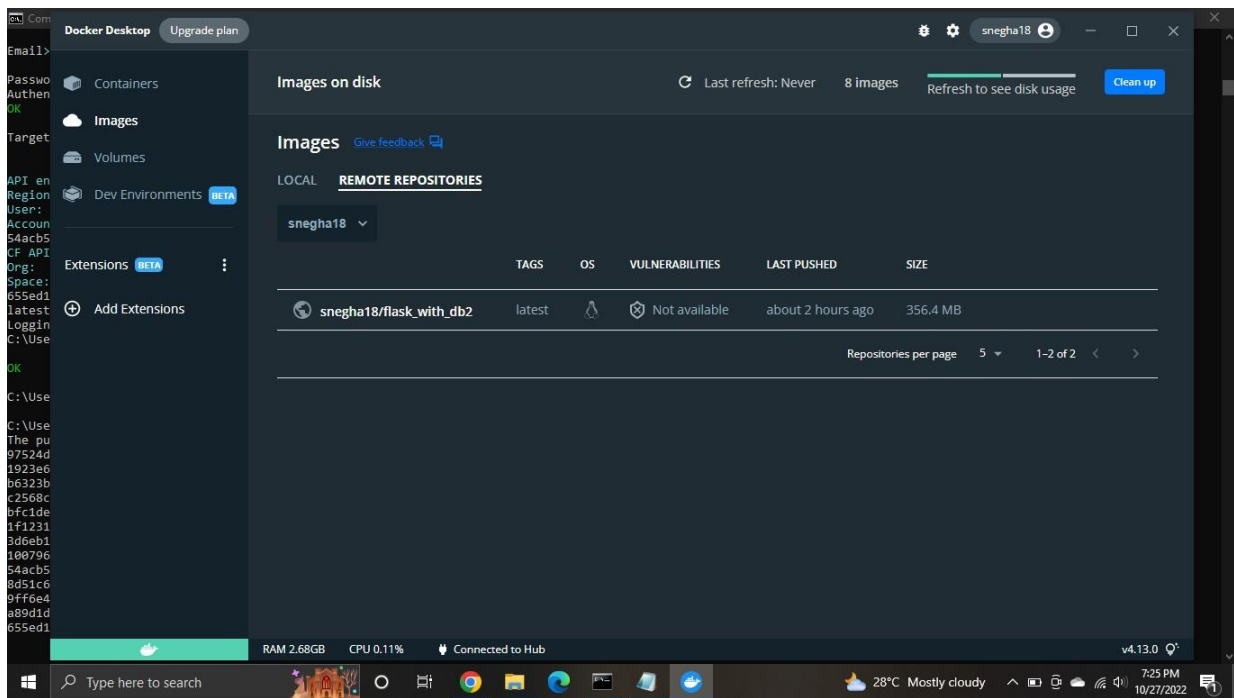 Com
Email>
Passwo
Authen
OK
Target
API en
Region
User:
Accoun
54acb5
CF API
Org:
Space:
655ed1
latest
Loggin
C:\Use
OK
C:\Use
C:\Use
The pu
97524d
1923e6
b6323b
c2568c
bfc1de
1f1231
3d6eb1
100796
54acb5
8d51c6
9ff6e4
a89d1d
655ed1
Docker Desktop Upgrade plan snegha18
Containers
Images
Volumes
Dev Environments BETA
Extensions BETA
Add Extensions
Images on disk Last refresh: Never 8 images Refresh to see disk usage Clean up
Images Give feedback
LOCAL REMOTE REPOSITORIES
snegha18
TAGS OS VULNERABILITIES LAST PUSHED SIZE
snegha18/flask_with_db2 latest Not available about 2 hours ago 356.4 MB
Repositories per page 5 1–2 of 2
RAM 2.68GB CPU 0.11% Connected to Hub v4.13.0
Type here to search 28°C Mostly cloudy 7:25 PM
10/27/2022